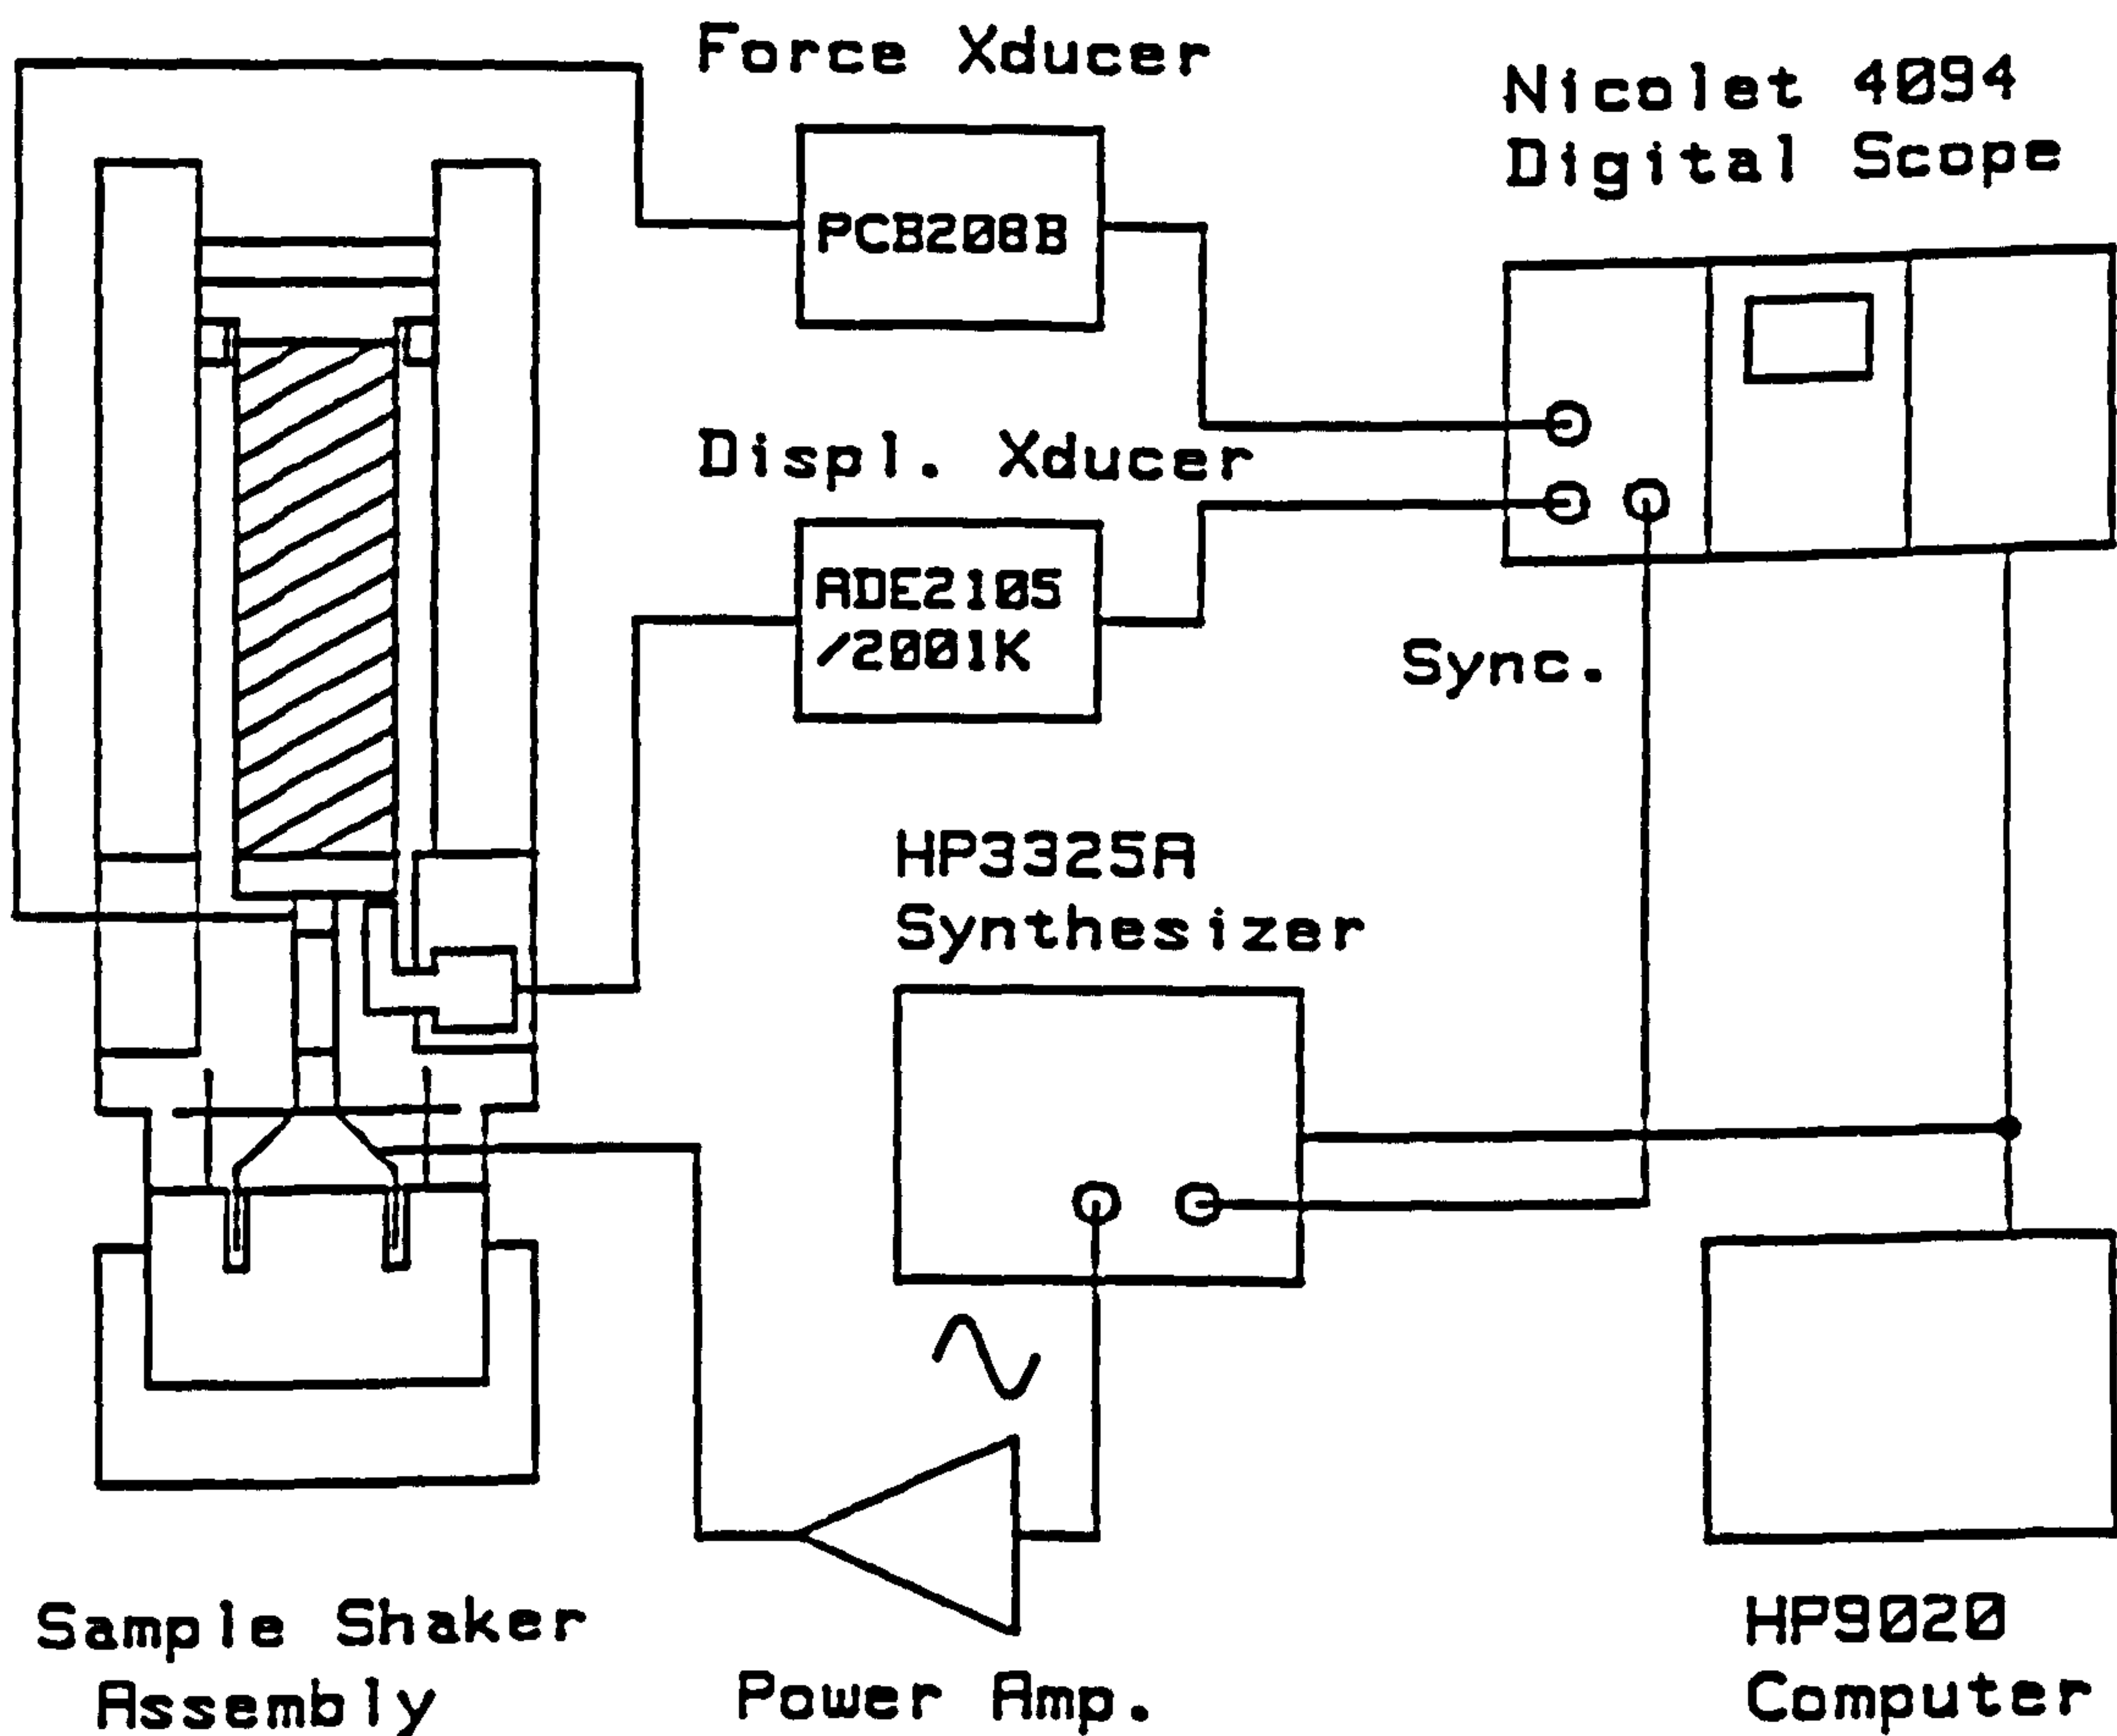 Force Xducer
Nicolet 4094
Digital Scope
PCB208B
Displ. Xducer
ADE2105
/2001K
Sync.
HP3325A
Synthesizer
Sample Shaker
Assembly
Power Amp.
HP9020
Computer